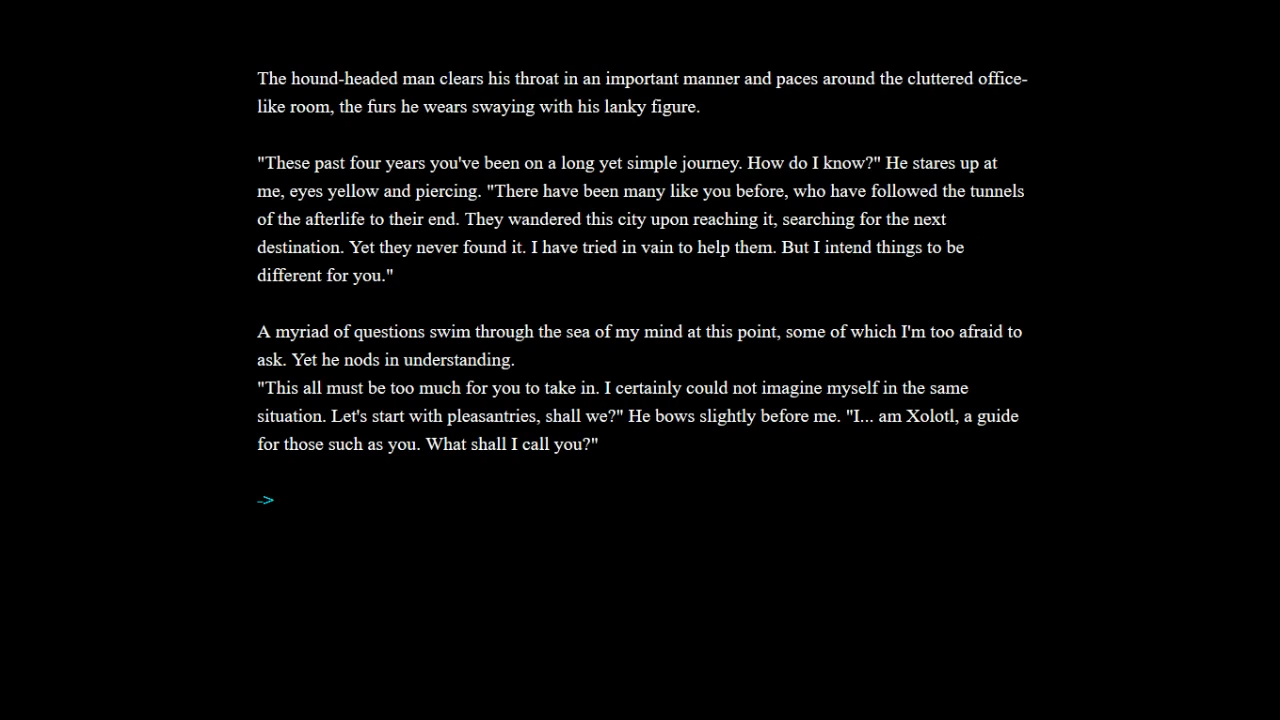 The hound-headed man clears his throat in an important manner and paces around the cluttered office-
like room, the furs he wears swaying with his lanky figure.
"These past four years you've been on a long yet simple journey. How do I know?" He stares up at
me, eyes yellow and piercing. "There have been many like you before, who have followed the tunnels
of the afterlife to their end. They wandered this city upon reaching it, searching for the next
destination. Yet they never found it. I have tried in vain to help them. But I intend things to be
different for you."
A myriad of questions swim through the sea of my mind at this point, some of which I'm too afraid to
ask. Yet he nods in understanding.
"This all must be too much for you to take in. I certainly could not imagine myself in the same
situation. Let's start with pleasantries, shall we?" He bows slightly before me. "I... am Xolotl, a guide
for those such as you. What shall I call you?"
->